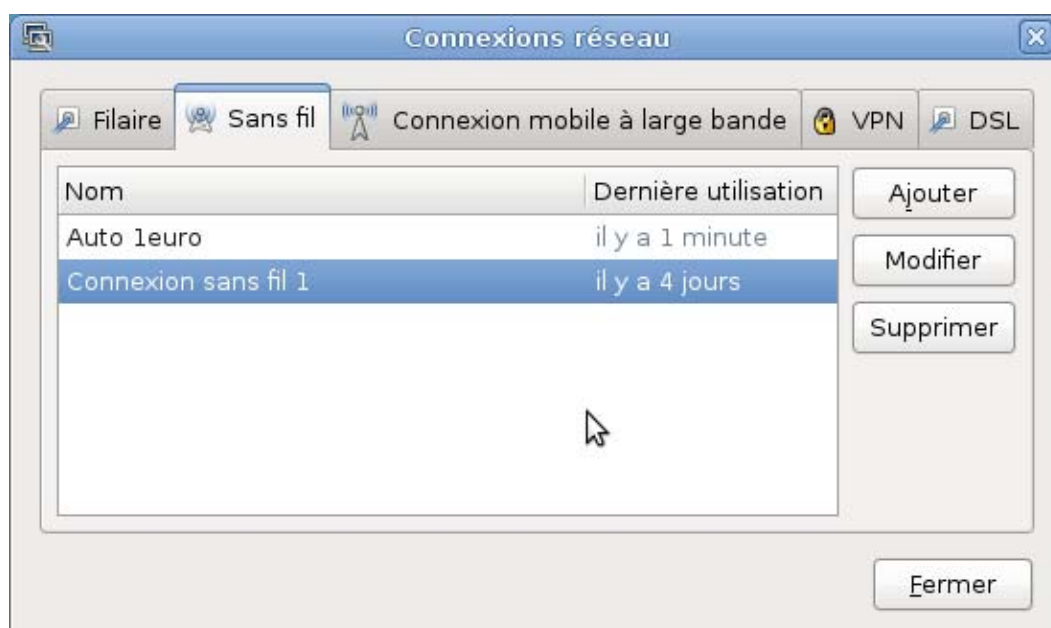 Connexions réseau
Filaire Sans fil Connexion mobile à large bande VPN DSL
Nom Dernière utilisation
Auto 1euro il y a 1 minute
Connexion sans fil 1 il y a 4 jours
Ajouter
Modifier
Supprimer
Fermer